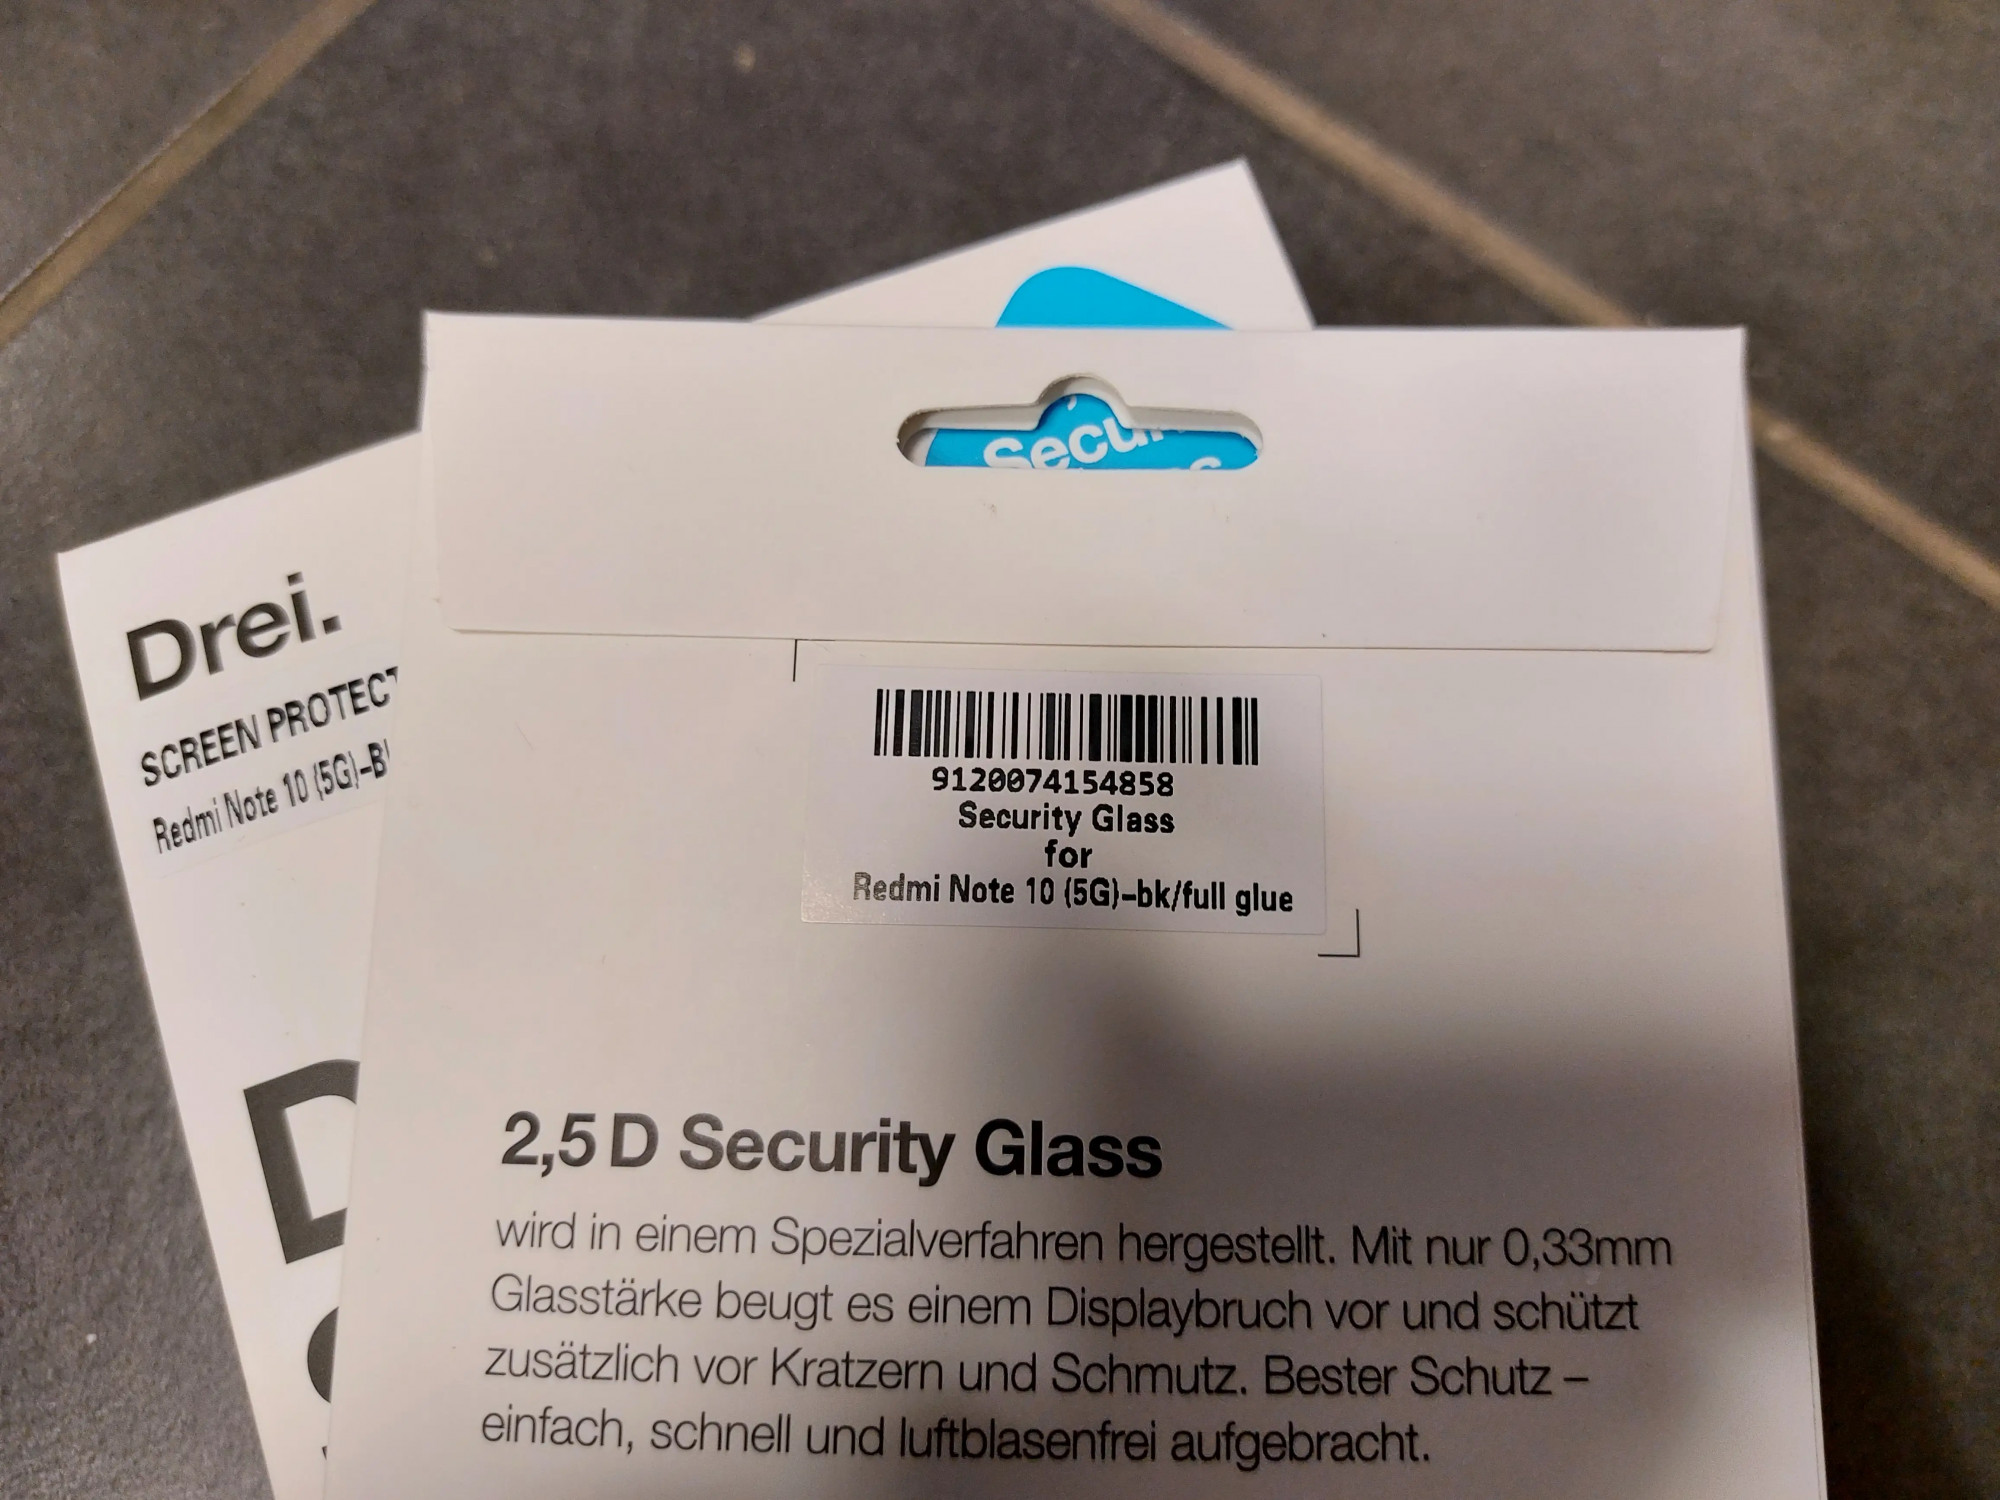 Drei.
SCREEN
Redmi Note 10 (5G)
9120074154858
Security Glass
for
Redmi Note 10 (5G)-bk/full glue
2,5 D Security Glass
wird in einem Spezialverfahren hergestellt. Mit nur 0,33mm
Glasstärke beugt es einem Displaybruch vor und schützt
zusätzlich vor Kratzern und Schmutz. Bester Schutz –
einfach, schnell und luftblasenfrei aufgebracht.